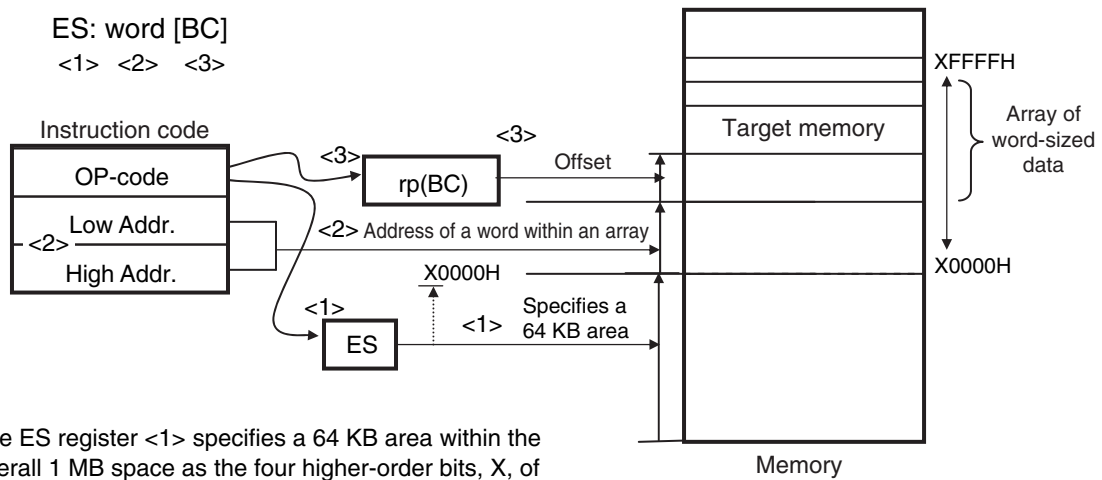 ES: word [BC]
<1> <2> <3>
Instruction code
OP-code
Low Addr.
<2>
High Addr.
<3>
rp(BC)
<3>
Offset
<2> Address of a word within an array
X0000H
<1>
ES
<1>
Specifies a
64 KB area
Target memory
XFFFFH
Array of
word-sized
data
X0000H
Memory
e ES register <1> specifies a 64 KB area within the
erall 1 MB space as the four higher-order bits, X, of